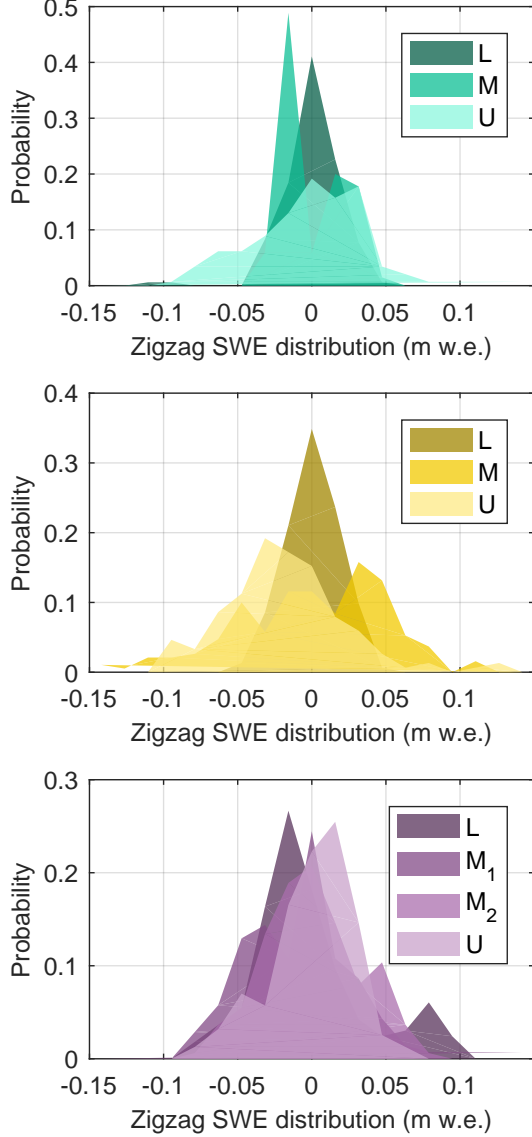 0.5
0.4
0.3
0.2
0.1
0
Probability
L
M
U
-0.15 -0.1 -0.05 0 0.05 0.1
Zigzag SWE distribution (m w.e.)
0.4
0.3
0.2
0.1
0
Probability
L
M
U
-0.15 -0.1 -0.05 0 0.05 0.1
Zigzag SWE distribution (m w.e.)
0.3
0.2
0.1
0
Probability
L
M1
M2
U
-0.15 -0.1 -0.05 0 0.05 0.1
Zigzag SWE distribution (m w.e.)